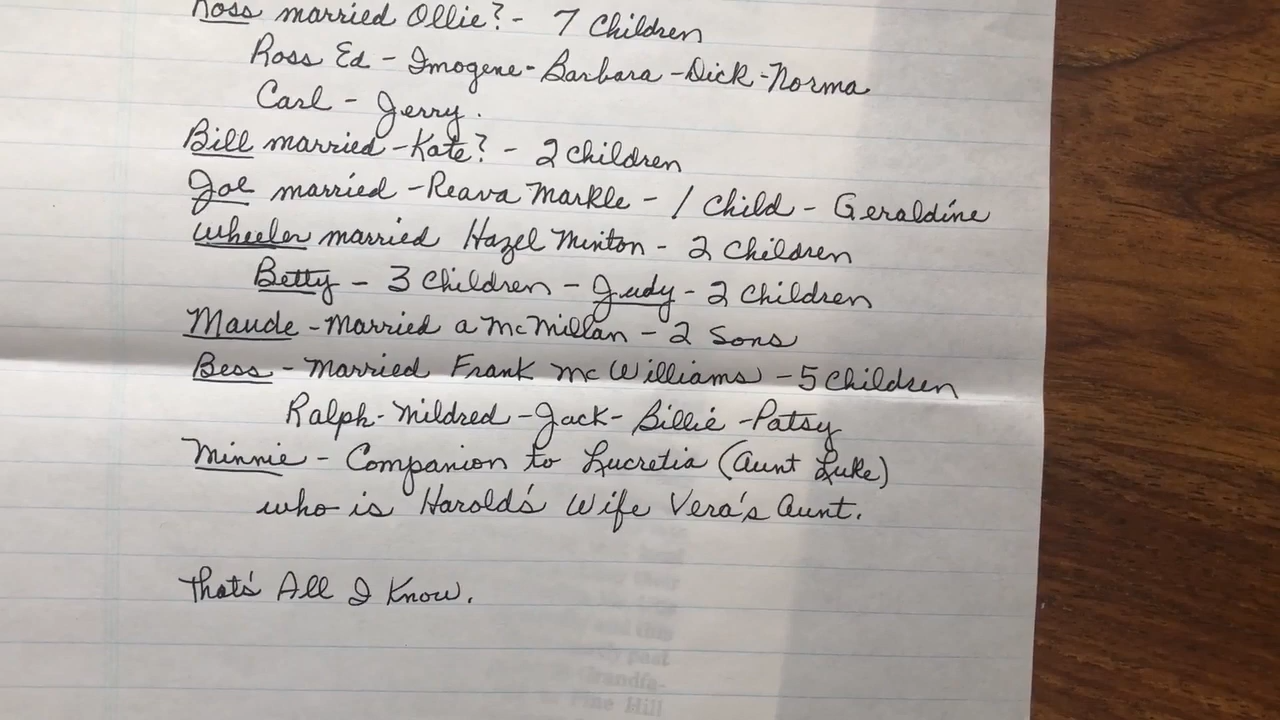 Ross married Ollie? - 7 Children
Ross Ed - Imogene - Barbara - Dick - Norma
Carl - Jerry.
Bill married - Kate? - 2 Children
Joe married - Reava Markle - 1 Child - Geraldine
Wheeler married Hazel Minton - 2 Children
Betty - 3 Children - Judy - 2 Children
Maude - Married a McMillan - 2 Sons
Bess - Married Frank McWilliams - 5 Children
Ralph - Mildred - Jack - Billie - Patsy
Minnie - Companion to Lucretia (Aunt Luke)
who is Harold's Wife Vera's Aunt.
That's All I Know.